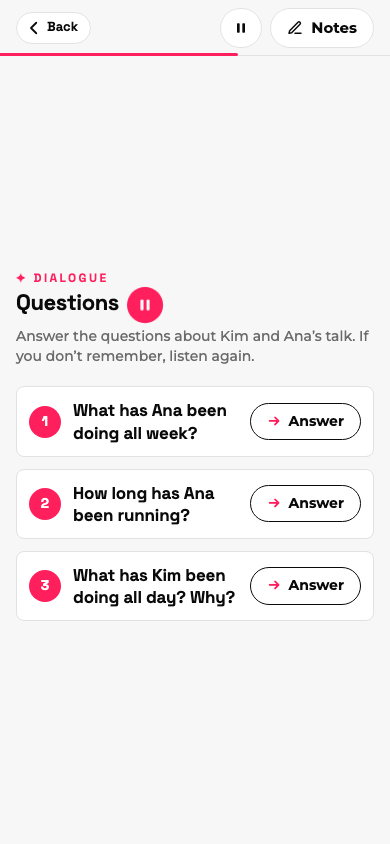 Back
Notes
DIALOGUE
Questions
Answer the questions about Kim and Ana's talk. If
you don't remember, listen again.
1
What has Ana been
doing all week?
Answer
2
How long has Ana
been running?
Answer
3
What has Kim been
doing all day? Why?
Answer